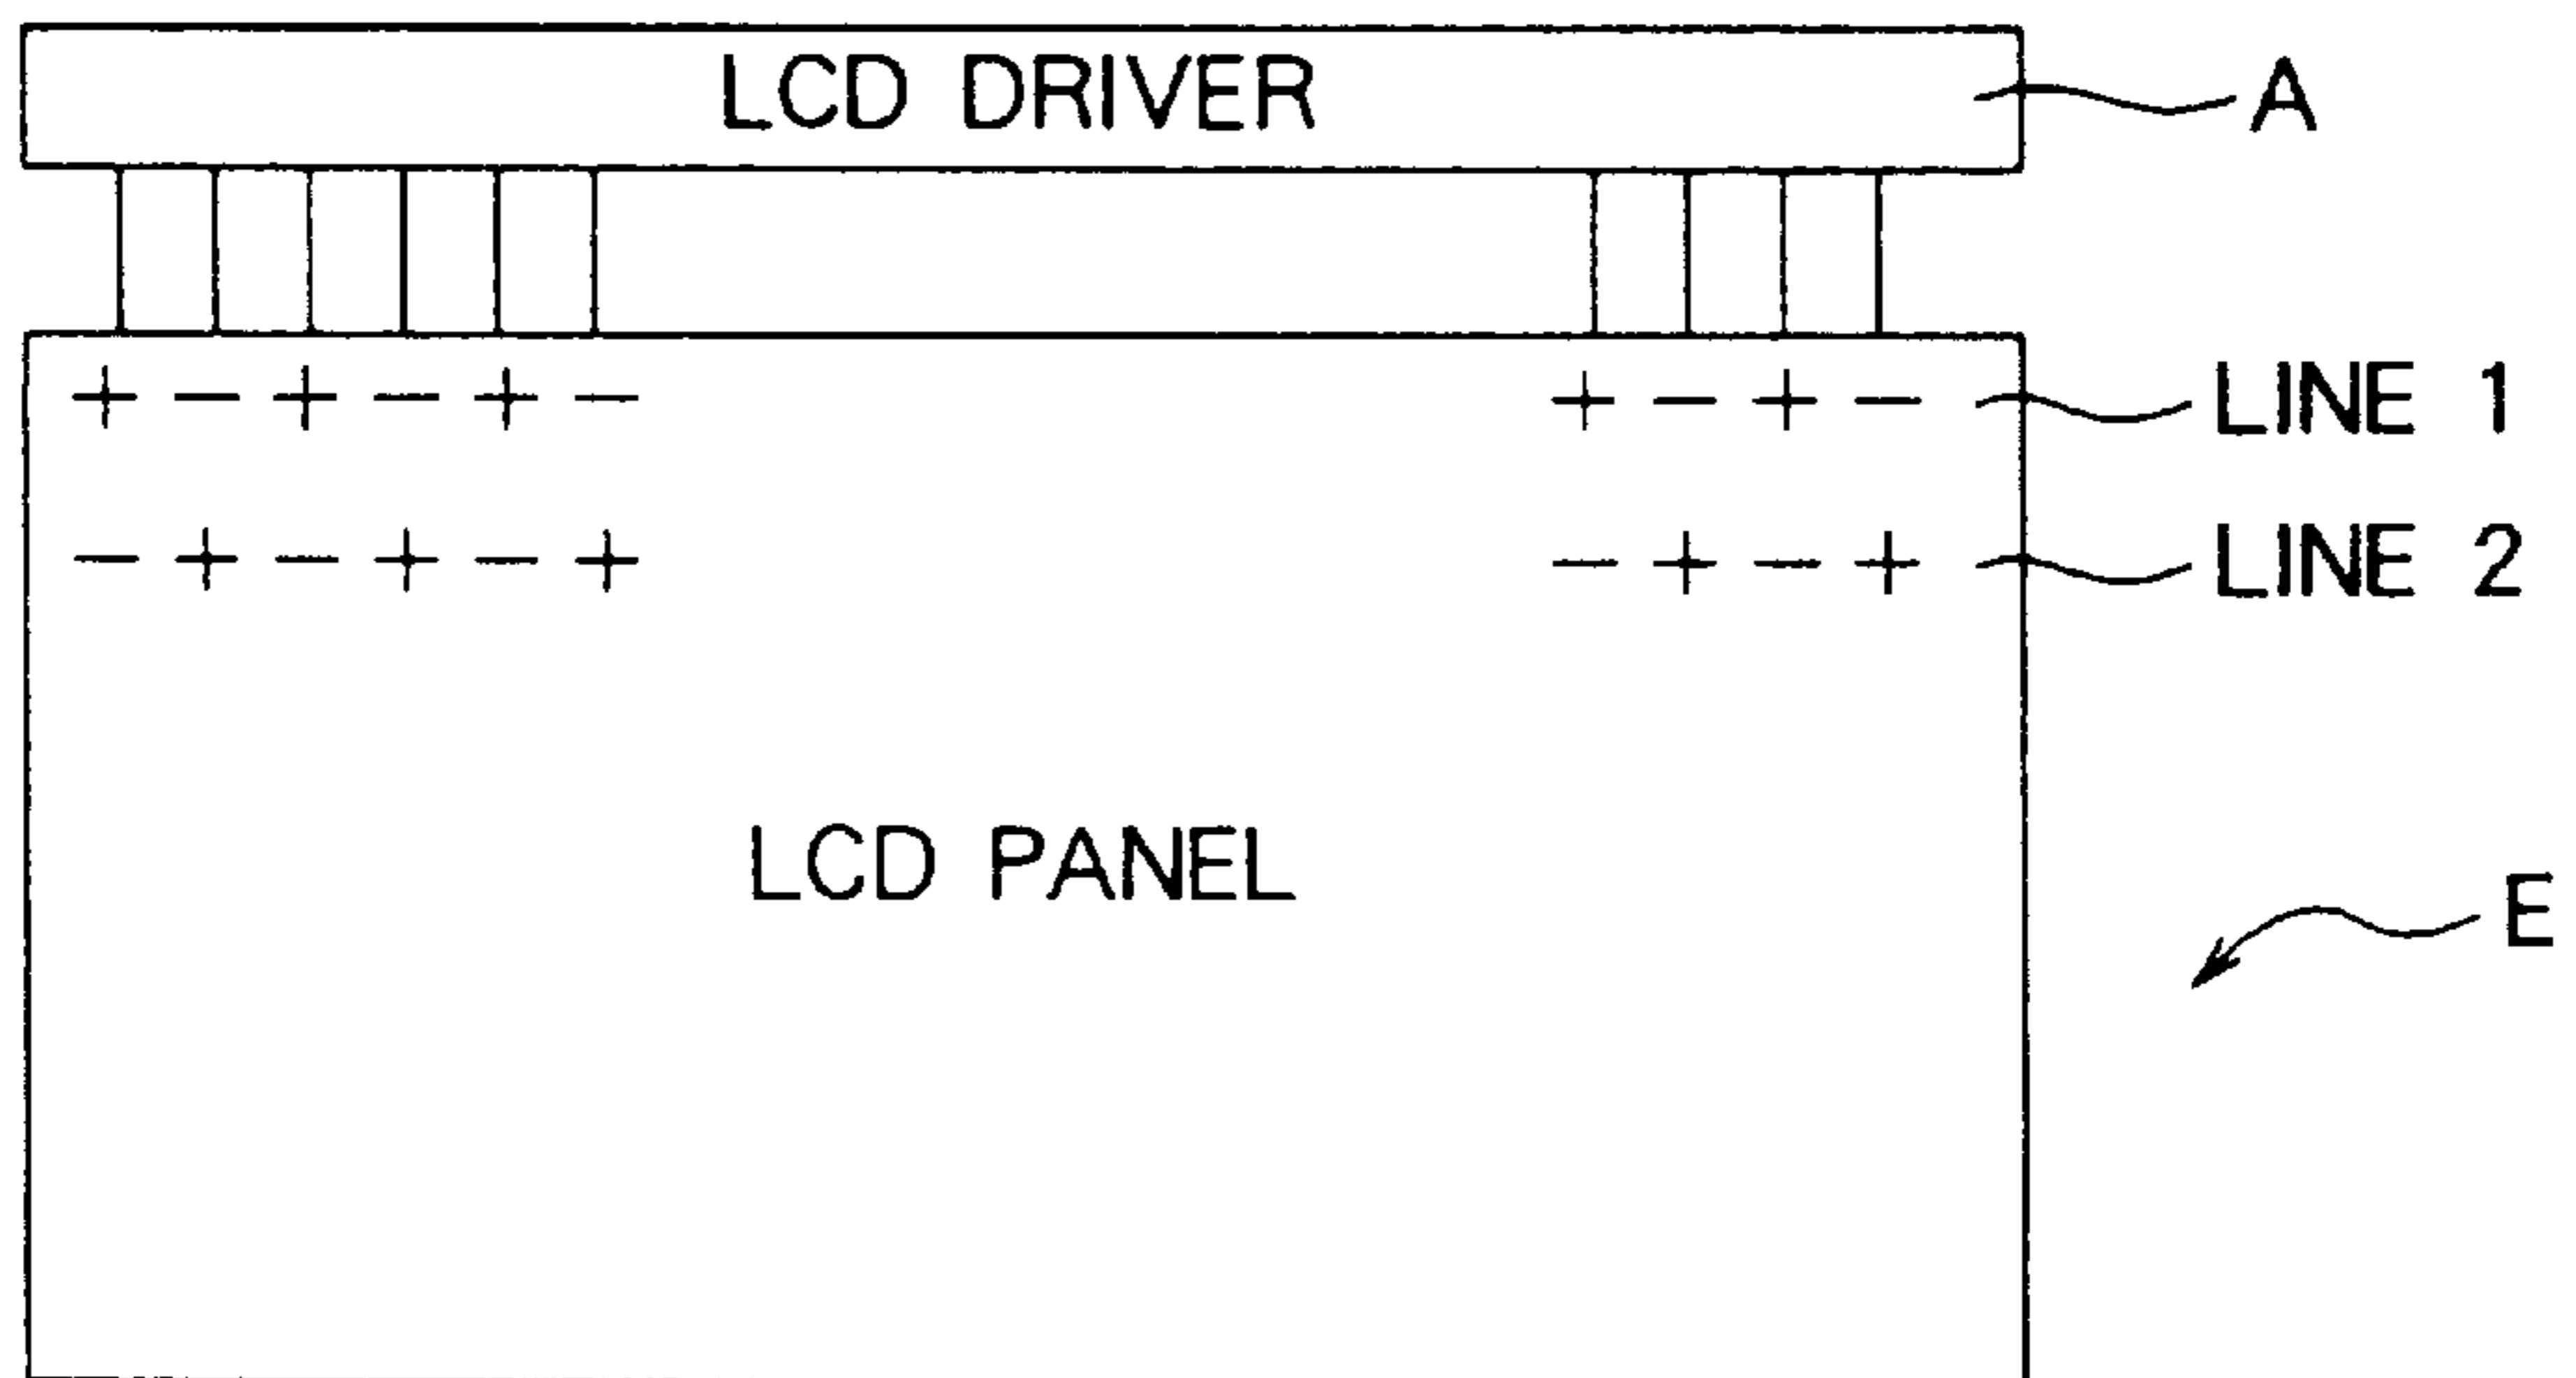 LCD DRIVER A
+ − + − + − + − + − LINE 1
− + − + − + − + − + LINE 2
LCD PANEL
E